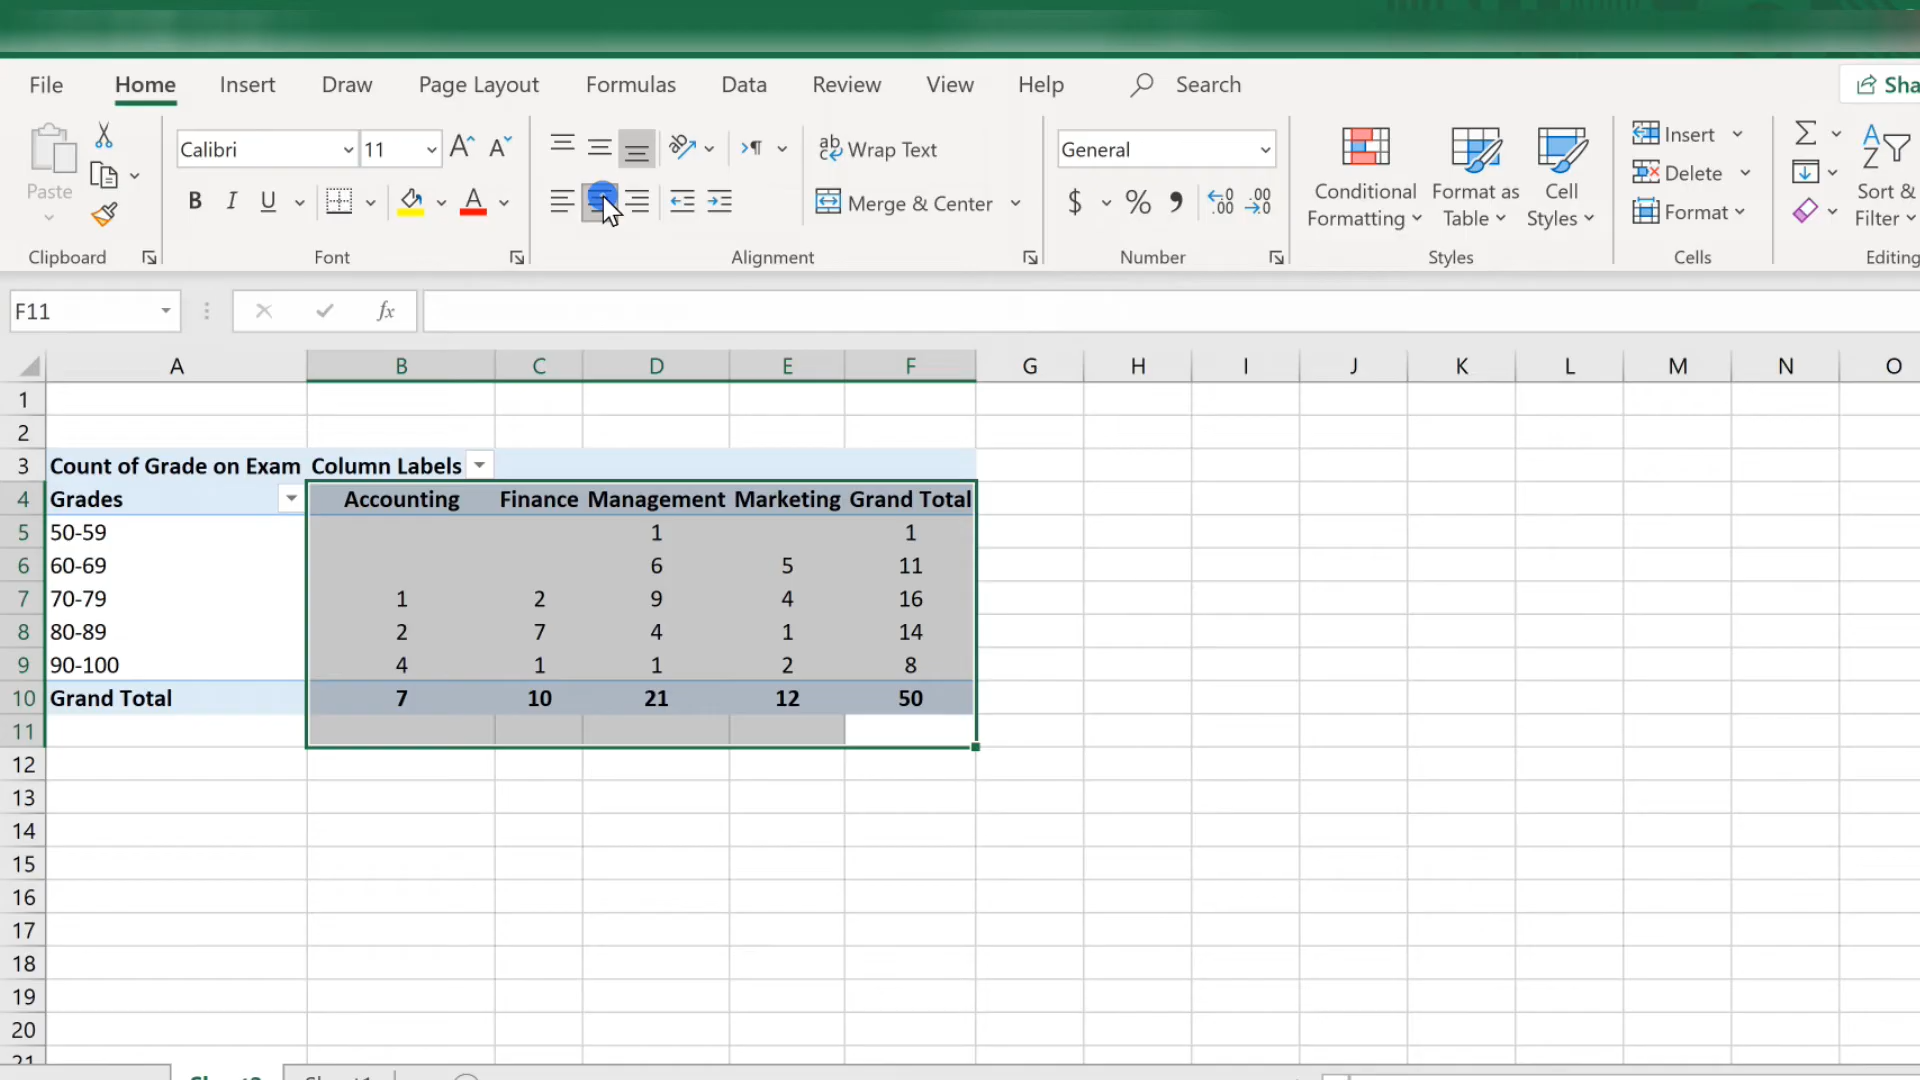 File Home Insert Draw Page Layout Formulas Data Review View Help Search
Paste
Clipboard
Calibri 11
B I U A
Font
Wrap Text
Merge & Center
Alignment
General
$ % 9 .00 .00
Number
Conditional Formatting
Format as Table
Cell Styles
Styles
Insert
Delete
Format
Cells
Sort &
Filter
Editing
F11 fx
A B C D E F G H I J K L M N O
1
2
3 Count of Grade on Exam Column Labels
4 Grades Accounting Finance Management Marketing Grand Total
5 50-59 1 1
6 60-69 6 5 11
7 70-79 1 2 9 4 16
8 80-89 2 7 4 1 14
9 90-100 4 1 1 2 8
10 Grand Total 7 10 21 12 50
11
12
13
14
15
16
17
18
19
20
21